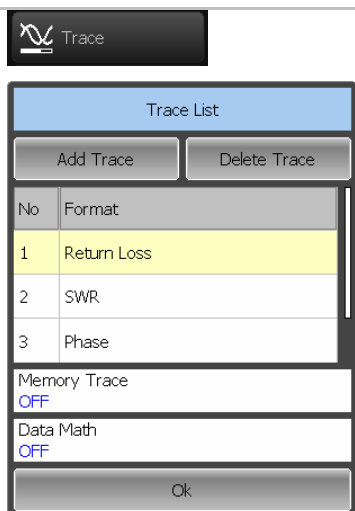 Trace
Trace List
Add Trace Delete Trace
No Format
1 Return Loss
2 SWR
3 Phase
Memory Trace
OFF
Data Math
OFF
Ok